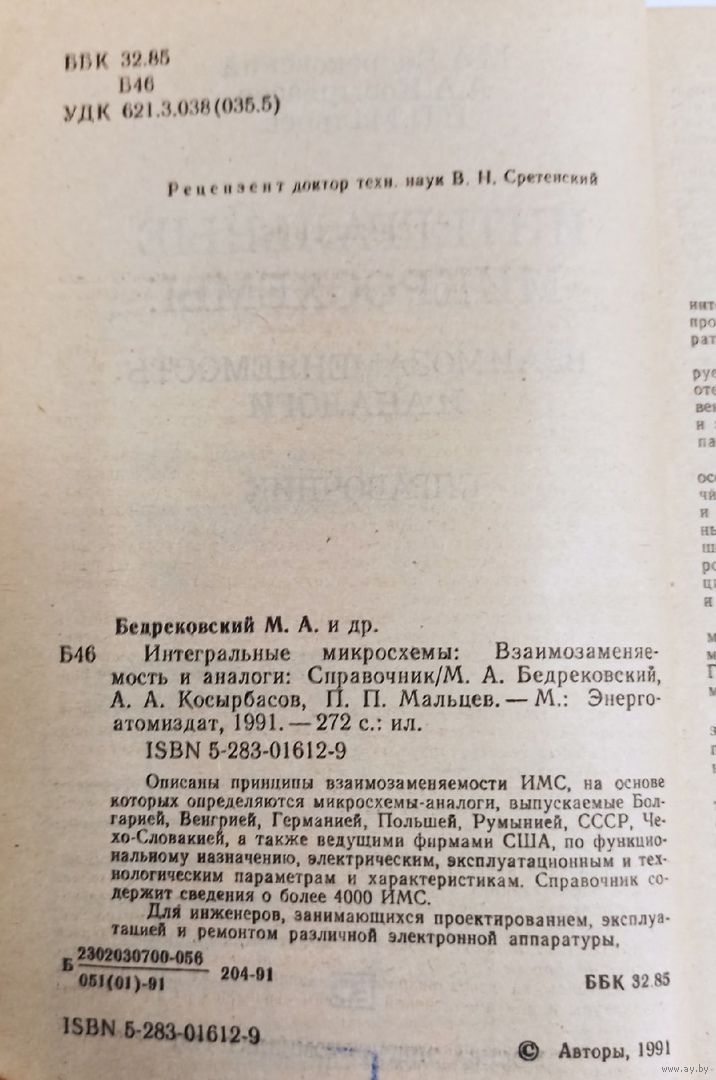 ББК 32.85
Б46
УДК 621.3.038(035.5)
Рецензент доктор техн. наук В. Н. Сретенский
Бедрековский М. А. и др.
Б46 Интегральные микросхемы: Взаимозаменяе-
мость и аналоги: Справочник/М. А. Бедрековский,
А. А. Косырбасов, П. П. Мальцев. — М.: Энерго-
атомиздат, 1991. — 272 с.: ил.
ISBN 5-283-01612-9
Описаны принципы взаимозаменяемости ИМС, на основе
которых определяются микросхемы-аналоги, выпускаемые Бол-
гарией, Венгрией, Германией, Польшей, Румынией, СССР, Че-
хо-Словакией, а также ведущими фирмами США, по функцио-
нальному назначению, электрическим, эксплуатационным и тех-
нологическим параметрам и характеристикам. Справочник со-
держит сведения о более 4000 ИМС.
Для инженеров, занимающихся проектированием, эксплуа-
тацией и ремонтом различной электронной аппаратуры,
Б 2302030700-056
051(01)-91 204-91
ББК 32.85
ISBN 5-283-01612-9
© Авторы, 1991
www.ay.by